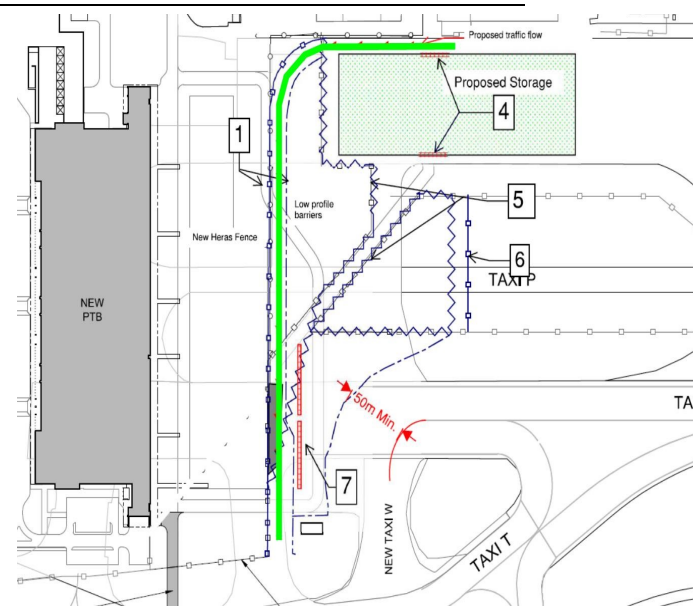 Proposed traffic flow
Proposed Storage
4
1
5
Low profile
barriers
New Heras Fence
6
TAXI P
NEW
PTB
50m Min.
TA
7
NEW TAXI W
TAXI T